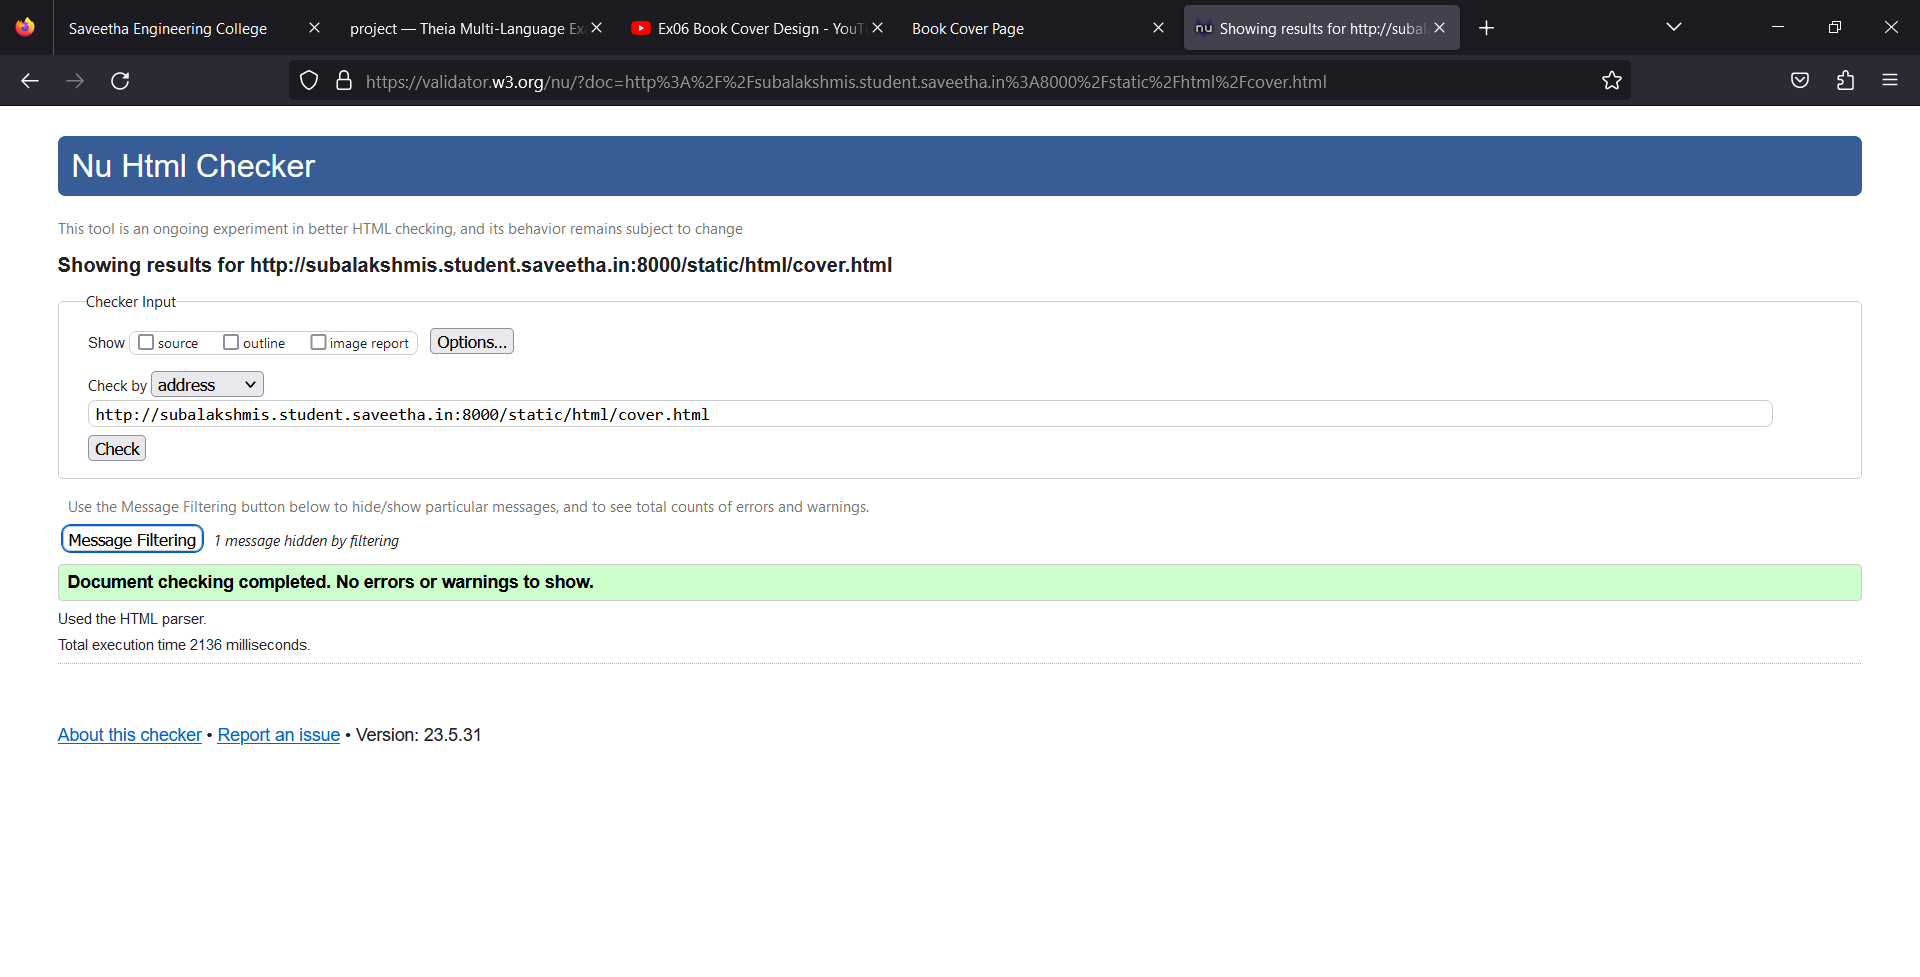 Saveetha Engineering College
project — Theia Multi-Language Ex
Ex06 Book Cover Design - YouT
Book Cover Page
nu Showing results for http://subal
https://validator.w3.org/nu/?doc=http%3A%2F%2Fsubalakshmis.student.saveetha.in%3A8000%2Fstatic%2Fhtml%2Fcover.html
Nu Html Checker
This tool is an ongoing experiment in better HTML checking, and its behavior remains subject to change
Showing results for http://subalakshmis.student.saveetha.in:8000/static/html/cover.html
Checker Input
Show source outline image report Options...
Check by address
http://subalakshmis.student.saveetha.in:8000/static/html/cover.html
Check
Use the Message Filtering button below to hide/show particular messages, and to see total counts of errors and warnings.
Message Filtering 1 message hidden by filtering
Document checking completed. No errors or warnings to show.
Used the HTML parser.
Total execution time 2136 milliseconds.
About this checker • Report an issue • Version: 23.5.31